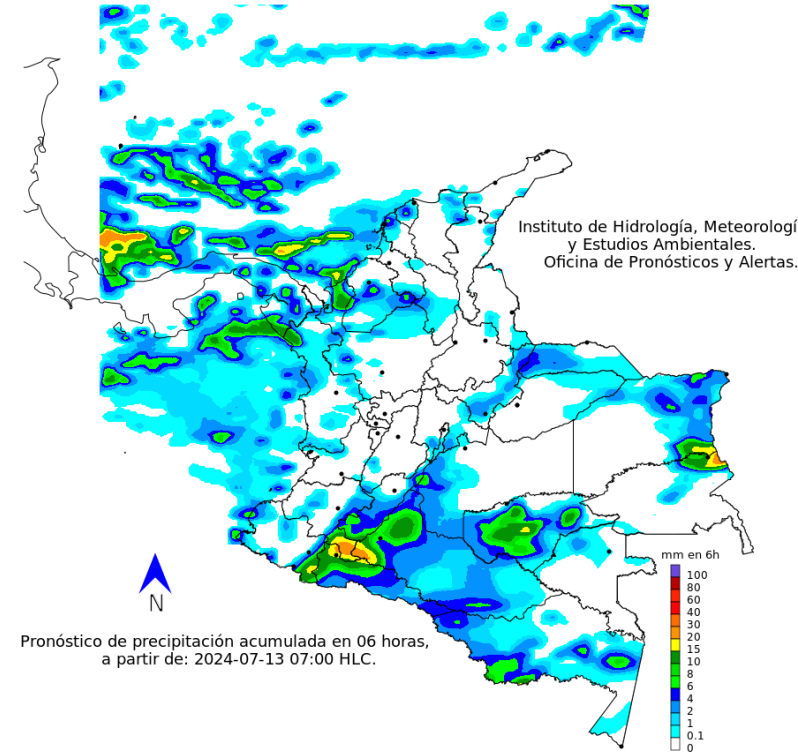 Instituto de Hidrología, Meteorologí
y Estudios Ambientales.
Oficina de Pronósticos y Alertas.
mm en 6h
100
80
60
40
30
20
15
10
8
6
4
2
1
0.1
0
N
Pronóstico de precipitación acumulada en 06 horas,
a partir de: 2024-07-13 07:00 HLC.